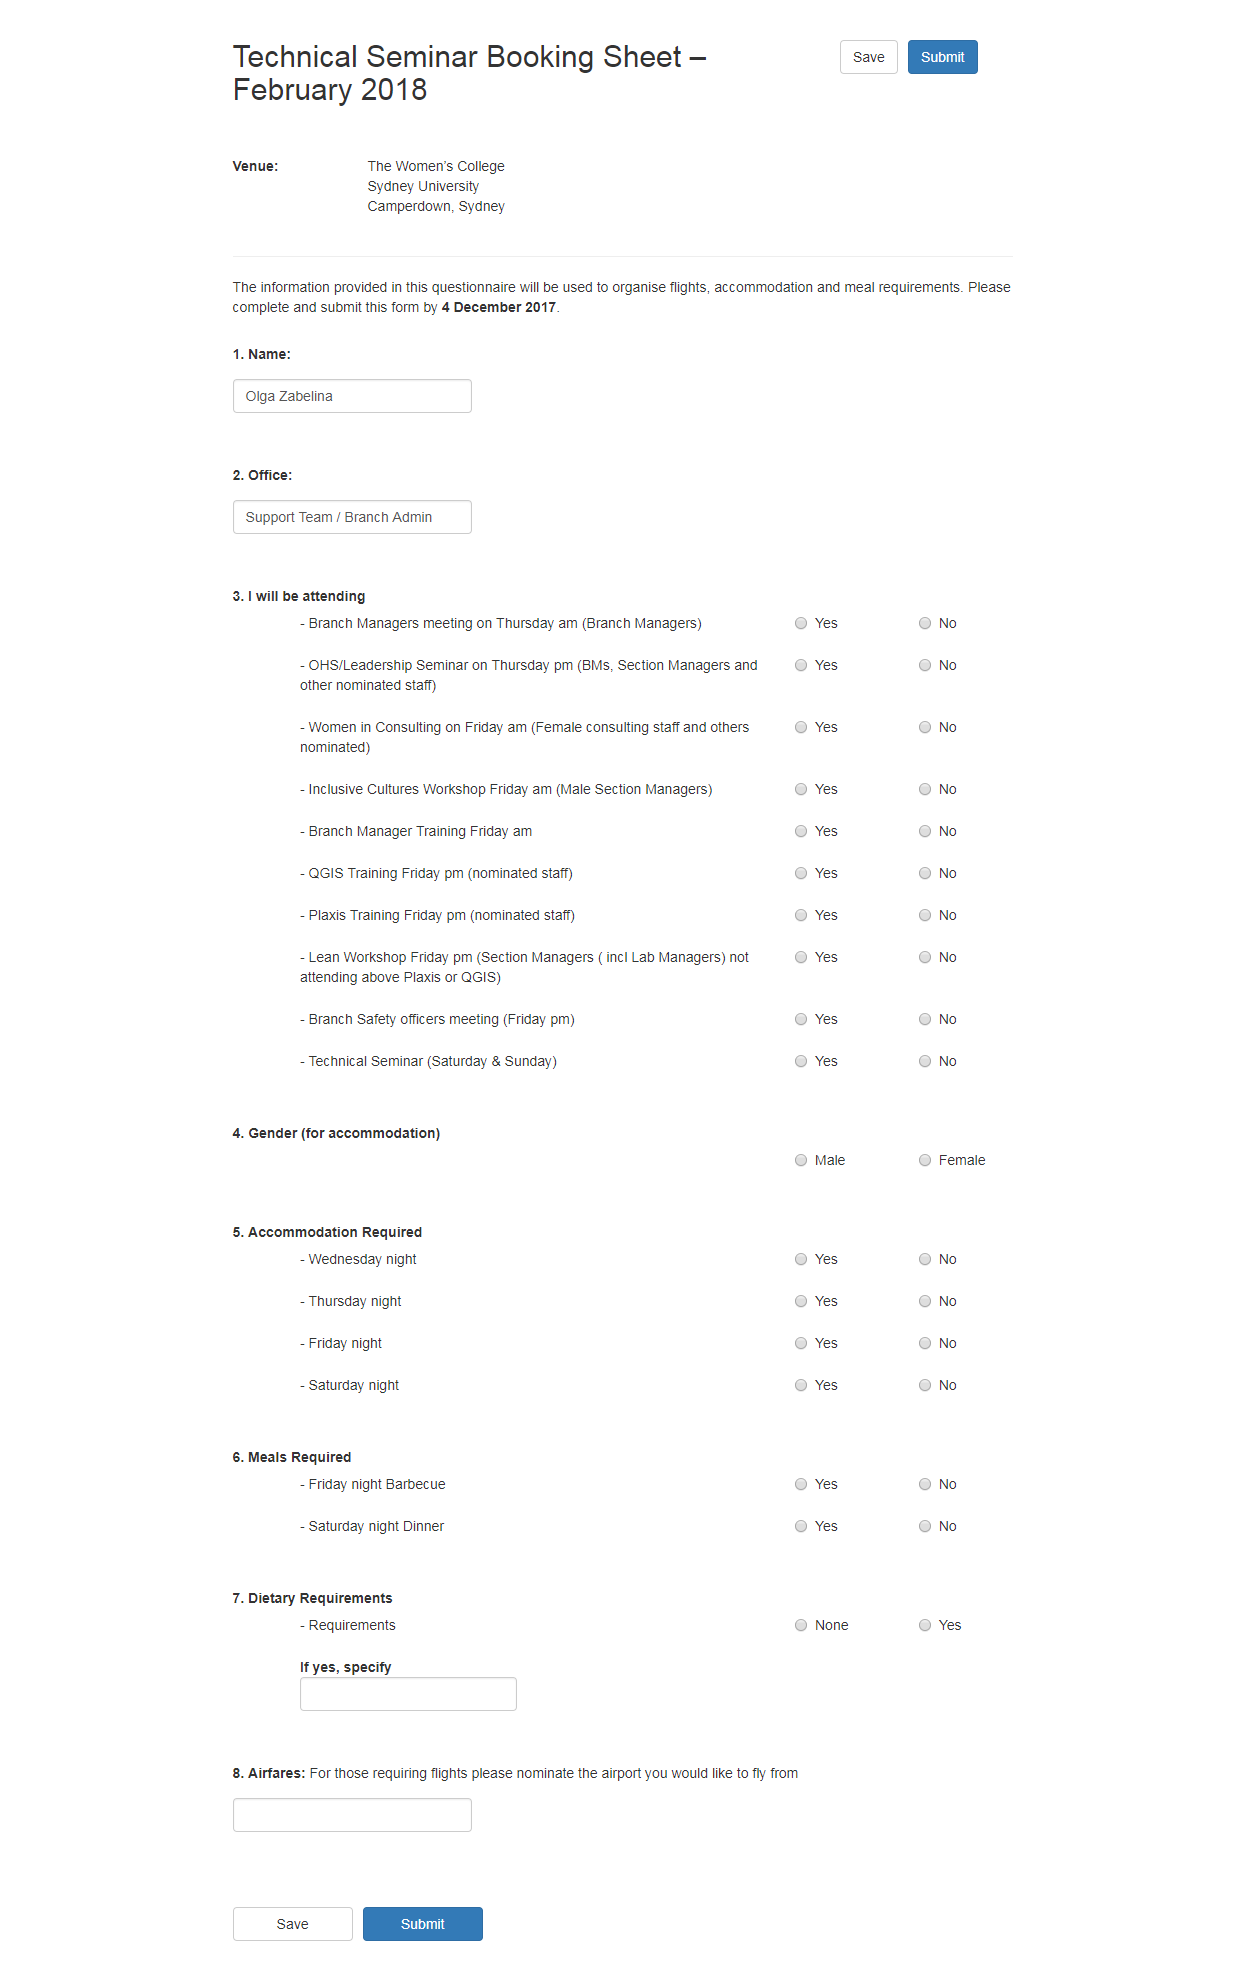 Technical Seminar Booking Sheet –
February 2018
Save
Submit
Venue:
The Women’s College
Sydney University
Camperdown, Sydney
The information provided in this questionnaire will be used to organise flights, accommodation and meal requirements. Please
complete and submit this form by 4 December 2017.
1. Name:
Olga Zabelina
2. Office:
Support Team / Branch Admin
3. I will be attending
- Branch Managers meeting on Thursday am (Branch Managers) Yes No
- OHS/Leadership Seminar on Thursday pm (BMs, Section Managers and Yes No
other nominated staff)
- Women in Consulting on Friday am (Female consulting staff and others Yes No
nominated)
- Inclusive Cultures Workshop Friday am (Male Section Managers) Yes No
- Branch Manager Training Friday am Yes No
- QGIS Training Friday pm (nominated staff) Yes No
- Plaxis Training Friday pm (nominated staff) Yes No
- Lean Workshop Friday pm (Section Managers ( incl Lab Managers) not Yes No
attending above Plaxis or QGIS)
- Branch Safety officers meeting (Friday pm) Yes No
- Technical Seminar (Saturday & Sunday) Yes No
4. Gender (for accommodation)
Male Female
5. Accommodation Required
- Wednesday night Yes No
- Thursday night Yes No
- Friday night Yes No
- Saturday night Yes No
6. Meals Required
- Friday night Barbecue Yes No
- Saturday night Dinner Yes No
7. Dietary Requirements
- Requirements None Yes
If yes, specify
8. Airfares: For those requiring flights please nominate the airport you would like to fly from
Save Submit